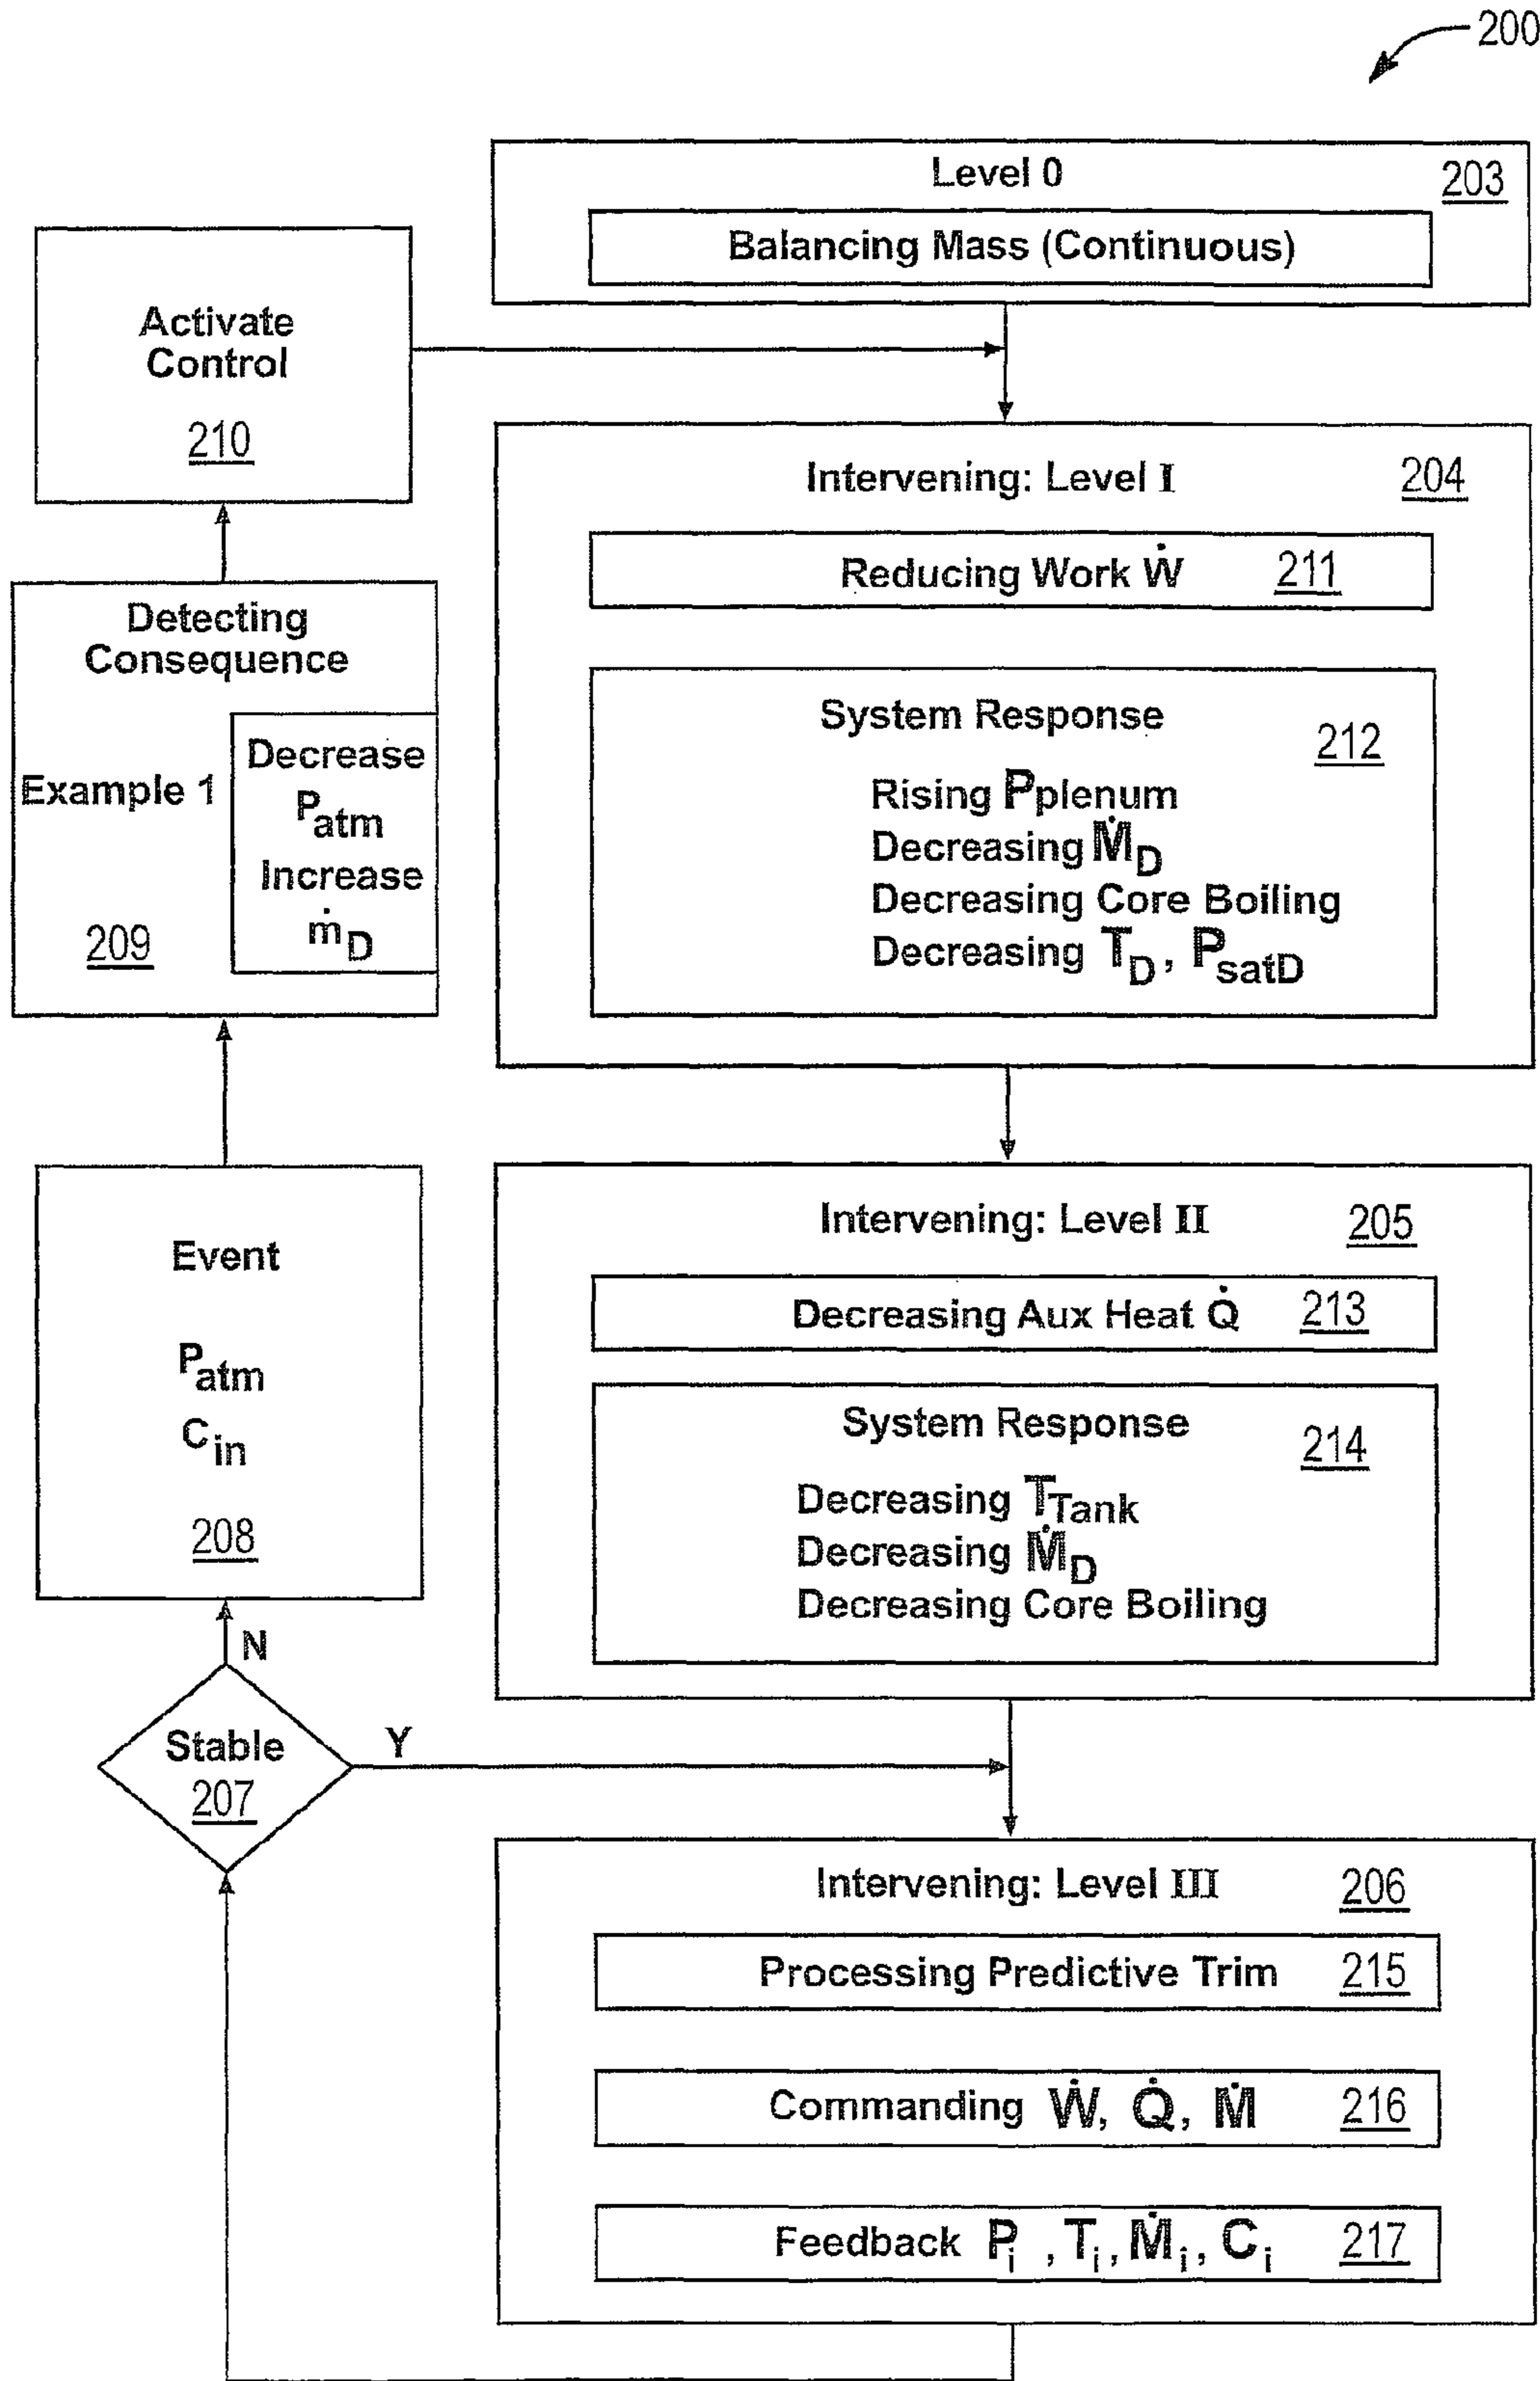 200
Level 0
203
Balancing Mass (Continuous)
Activate
Control
210
Intervening: Level I
204
Reducing Work Ẇ
211
System Response
212
Rising Pplenum
Decreasing ṀD
Decreasing Core Boiling
Decreasing TD, PsatD
Detecting
Consequence
Example 1
209
Decrease
Patm
Increase
ṁD
Event
Patm
Cin
208
N
Stable
207
Y
Intervening: Level II
205
Decreasing Aux Heat Q̇
213
System Response
214
Decreasing TTank
Decreasing ṀD
Decreasing Core Boiling
Intervening: Level III
206
Processing Predictive Trim
215
Commanding Ẇ, Q̇, Ṁ
216
Feedback Pi , Ti, Ṁi, Ci
217